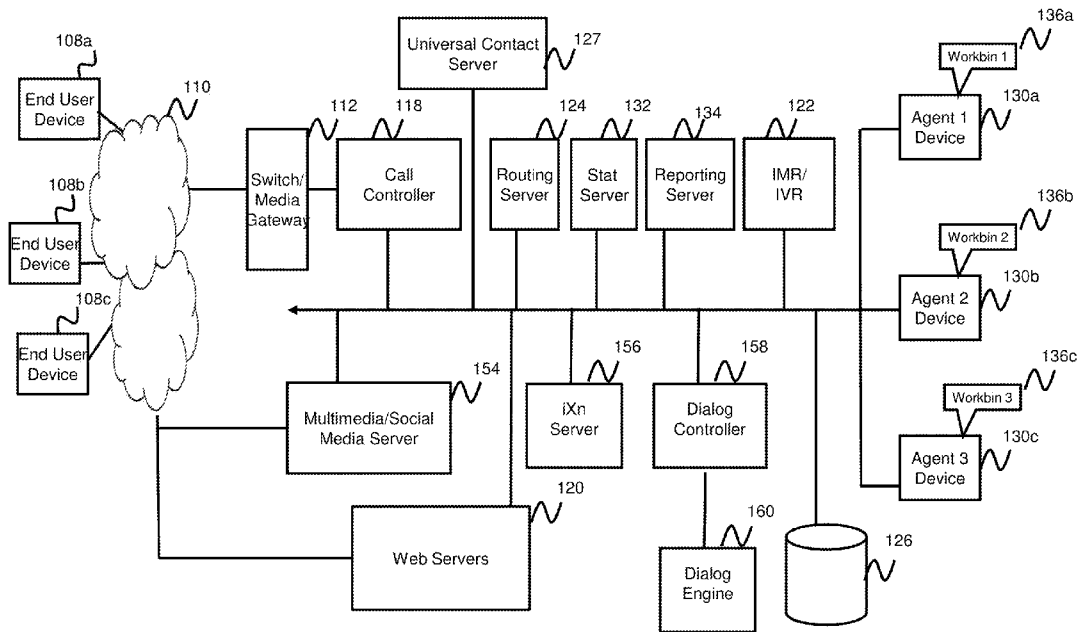 108a
End User
Device
110
108b
End User
Device
108c
End User
Device
Universal Contact
Server
127
112
Switch/
Media
Gateway
118
Call
Controller
124
Routing
Server
132
Stat
Server
134
Reporting
Server
122
IMR/
IVR
136a
Workbin 1
130a
Agent 1
Device
136b
Workbin 2
130b
Agent 2
Device
136c
Workbin 3
130c
Agent 3
Device
154
Multimedia/Social
Media Server
156
iXn
Server
158
Dialog
Controller
120
Web Servers
160
Dialog
Engine
126